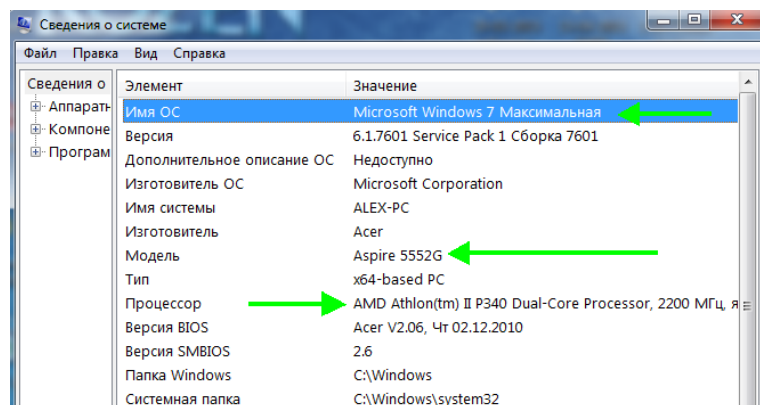 Сведения о системе
Файл Правка Вид Справка
Сведения о
Аппаратн
Компоне
Програм
Элемент Значение
Имя ОС Microsoft Windows 7 Максимальная
Версия 6.1.7601 Service Pack 1 Сборка 7601
Дополнительное описание ОС Недоступно
Изготовитель ОС Microsoft Corporation
Имя системы ALEX-PC
Изготовитель Acer
Модель Aspire 5552G
Тип x64-based PC
Процессор AMD Athlon(tm) II P340 Dual-Core Processor, 2200 МГц, я
Версия BIOS Acer V2.06, Чт 02.12.2010
Версия SMBIOS 2.6
Папка Windows C:\Windows
Системная папка C:\Windows\system32